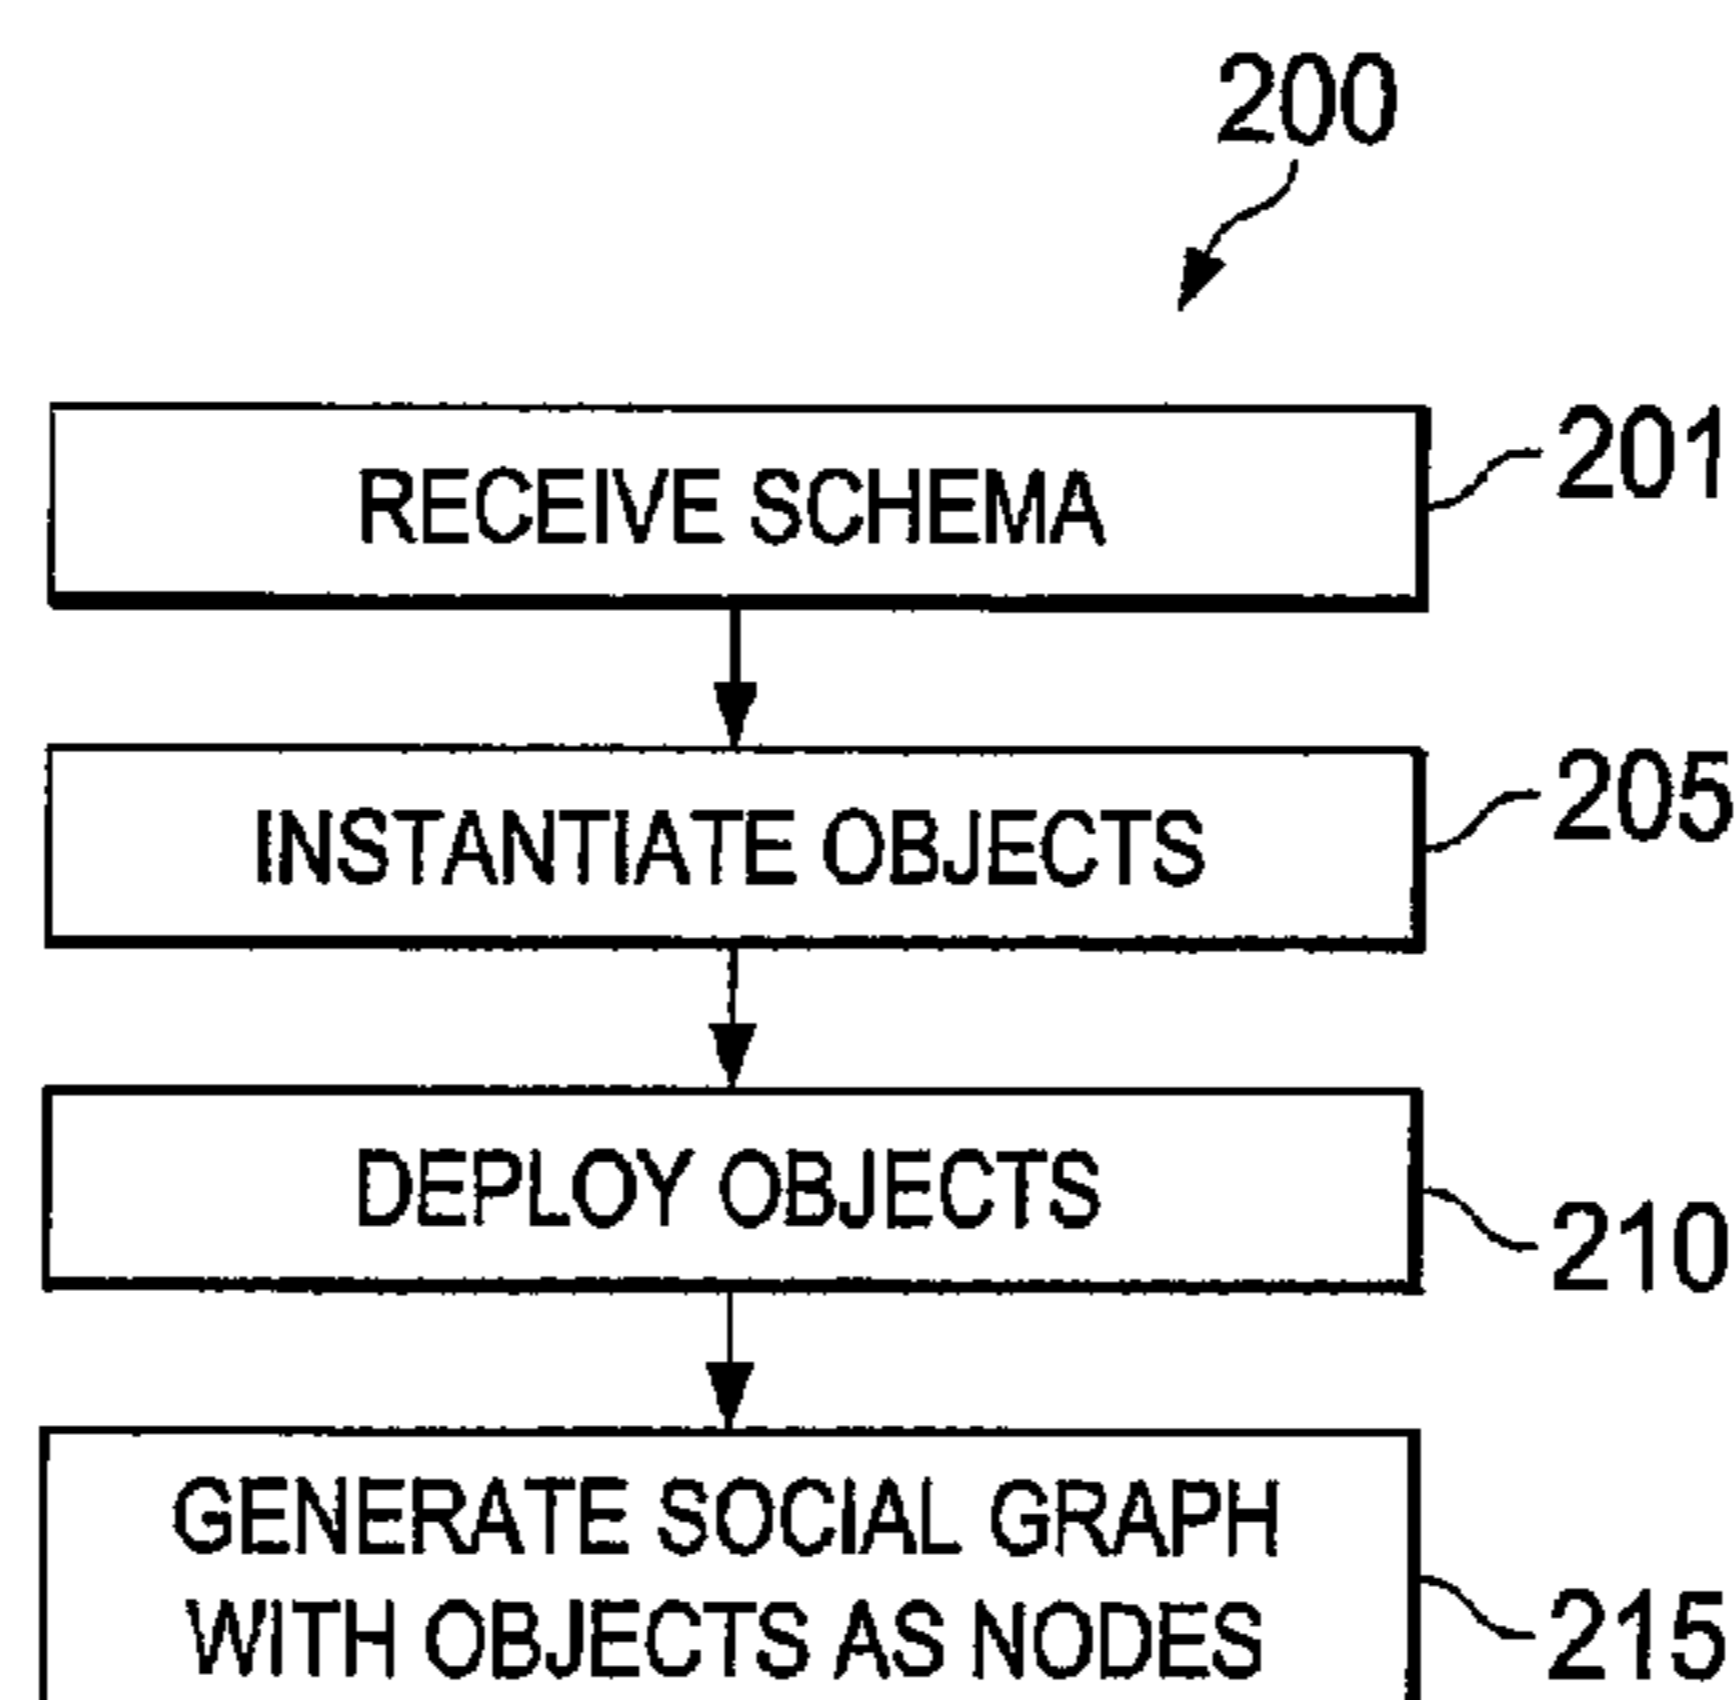 200
RECEIVE SCHEMA
201
INSTANTIATE OBJECTS
205
DEPLOY OBJECTS
210
GENERATE SOCIAL GRAPH
WITH OBJECTS AS NODES
215